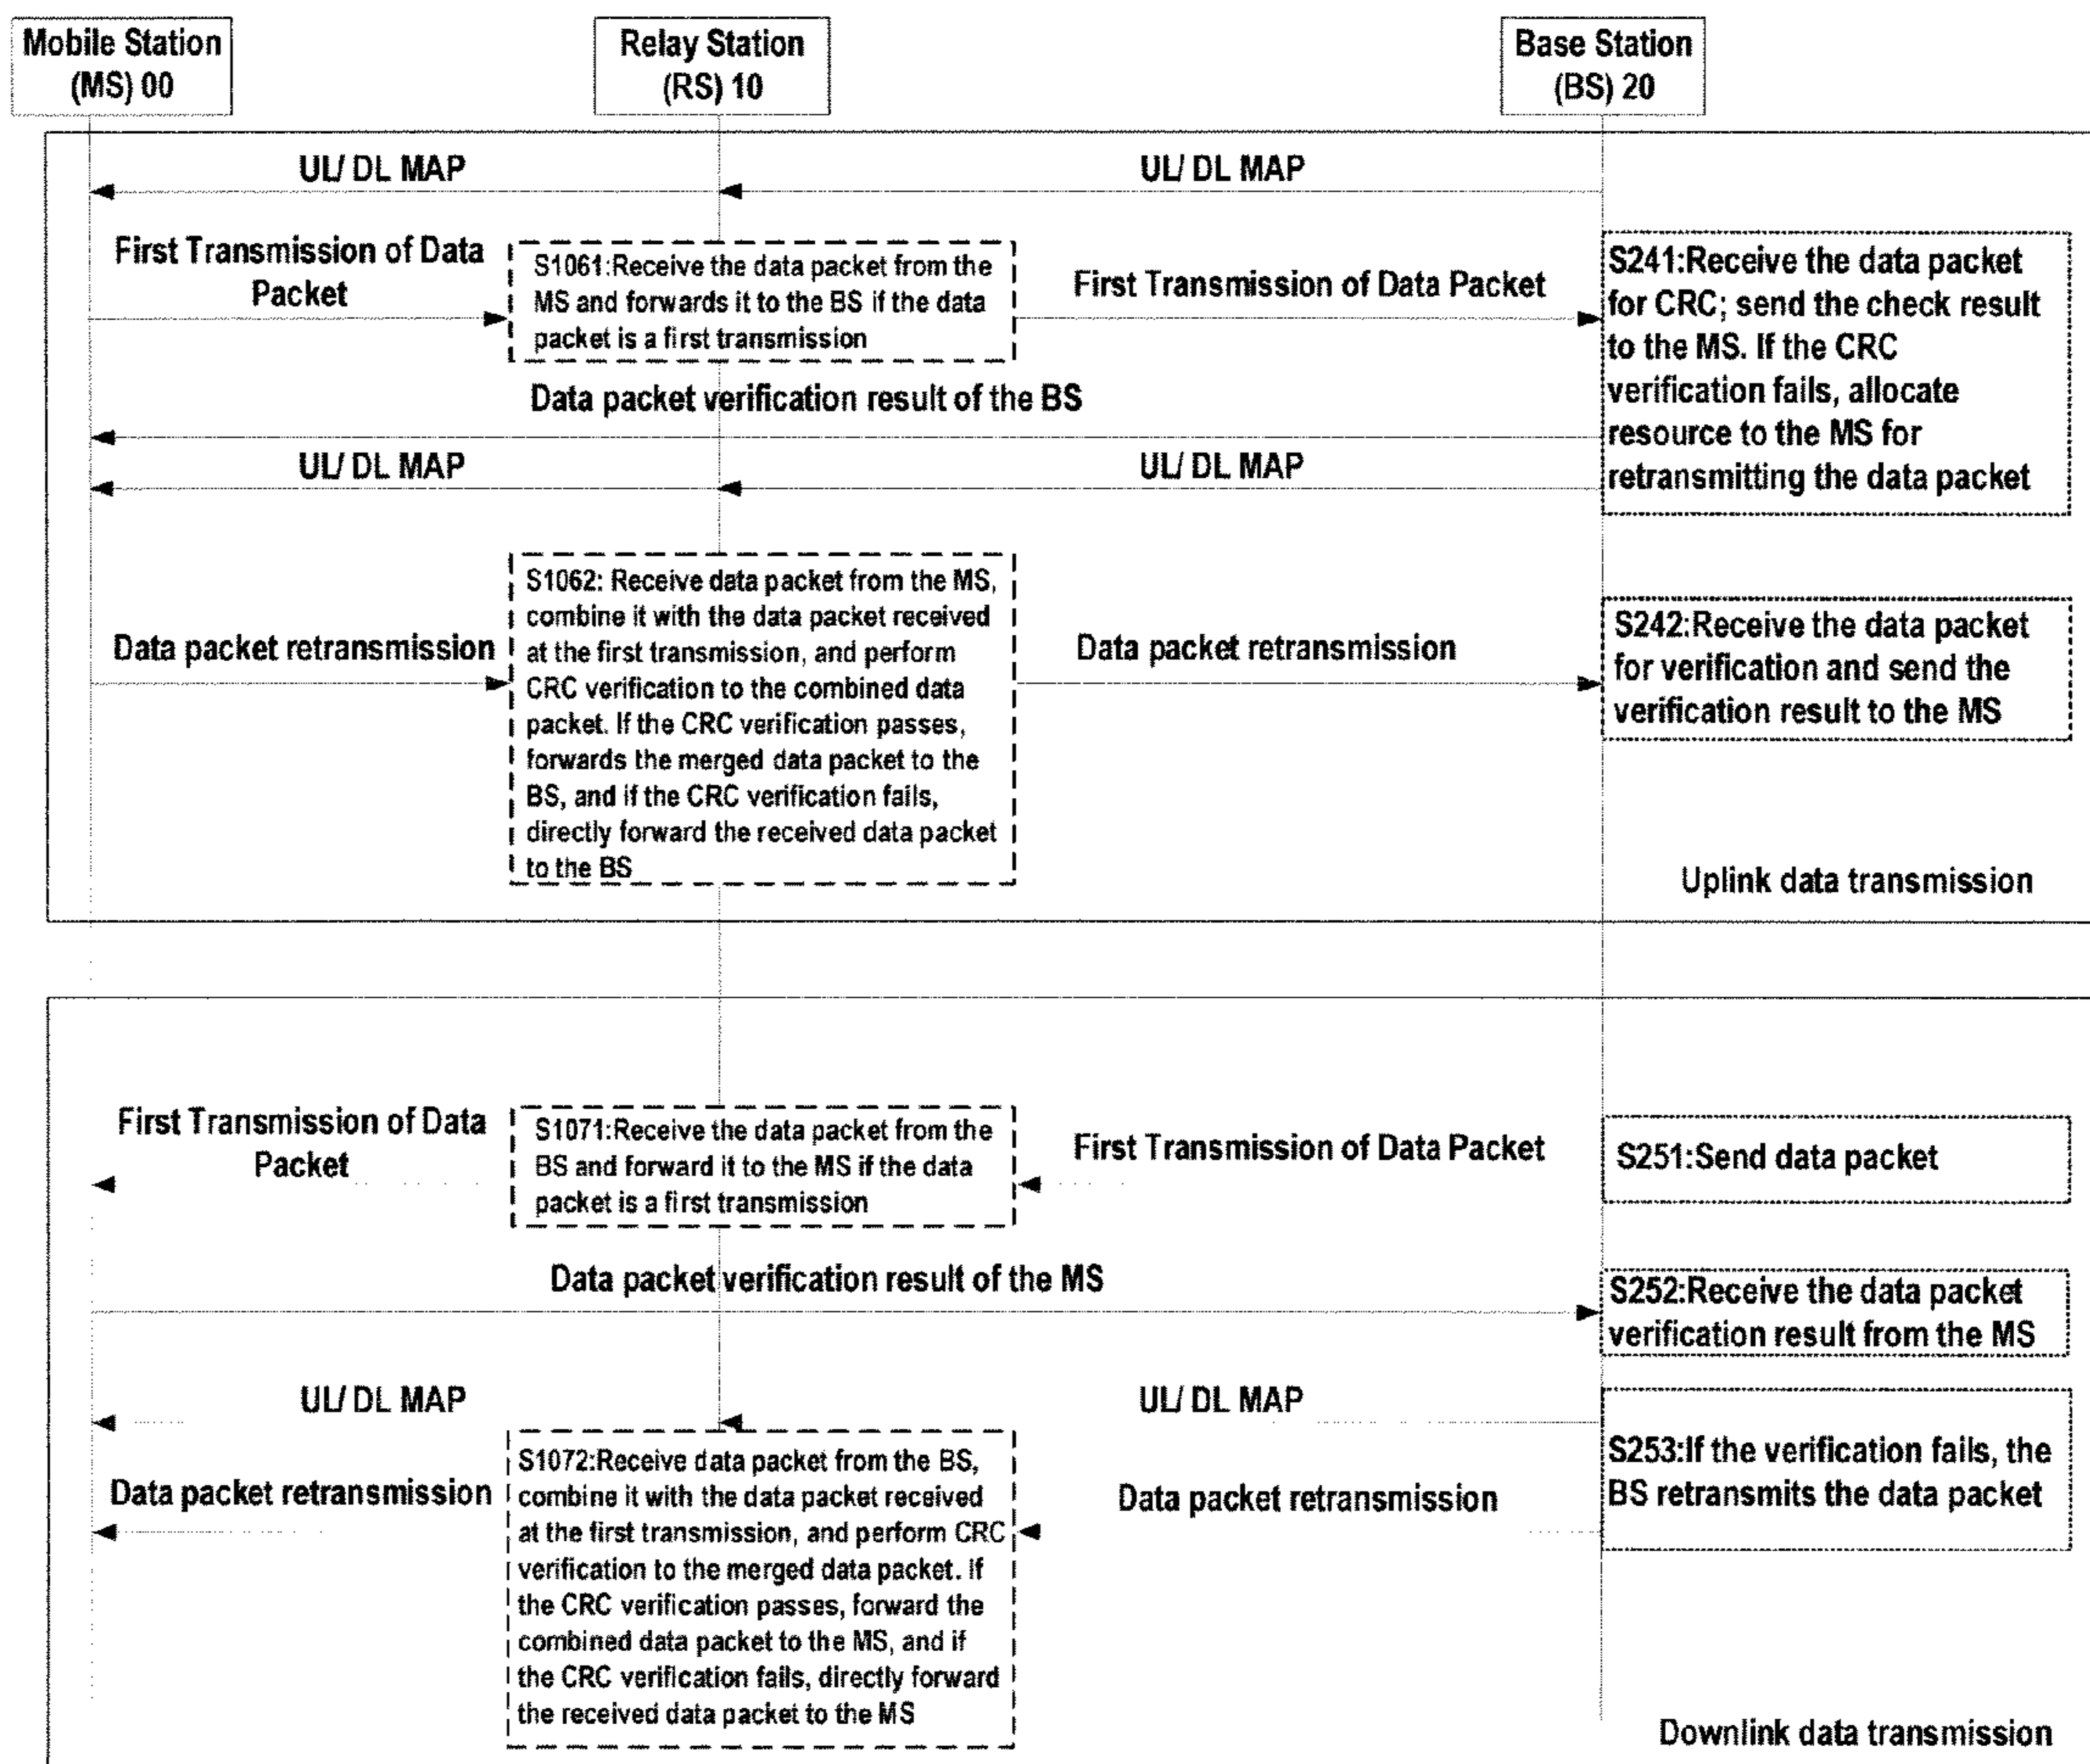 Mobile Station
(MS) 00
Relay Station
(RS) 10
Base Station
(BS) 20
UL/ DL MAP
UL/ DL MAP
First Transmission of Data
Packet
S1061:Receive the data packet from the
MS and forwards it to the BS if the data
packet is a first transmission
First Transmission of Data Packet
S241:Receive the data packet
for CRC; send the check result
to the MS. If the CRC
verification fails, allocate
resource to the MS for
retransmitting the data packet
Data packet verification result of the BS
UL/ DL MAP
UL/ DL MAP
Data packet retransmission
S1062: Receive data packet from the MS,
combine it with the data packet received
at the first transmission, and perform
CRC verification to the combined data
packet. If the CRC verification passes,
forwards the merged data packet to the
BS, and if the CRC verification fails,
directly forward the received data packet
to the BS
Data packet retransmission
S242:Receive the data packet
for verification and send the
verification result to the MS
Uplink data transmission
First Transmission of Data
Packet
S1071:Receive the data packet from the
BS and forward it to the MS if the data
packet is a first transmission
First Transmission of Data Packet
S251:Send data packet
Data packet verification result of the MS
S252:Receive the data packet
verification result from the MS
UL/ DL MAP
UL/ DL MAP
Data packet retransmission
S1072:Receive data packet from the BS,
combine it with the data packet received
at the first transmission, and perform CRC
verification to the merged data packet. If
the CRC verification passes, forward the
combined data packet to the MS, and if
the CRC verification fails, directly forward
the received data packet to the MS
Data packet retransmission
S253:If the verification fails, the
BS retransmits the data packet
Downlink data transmission